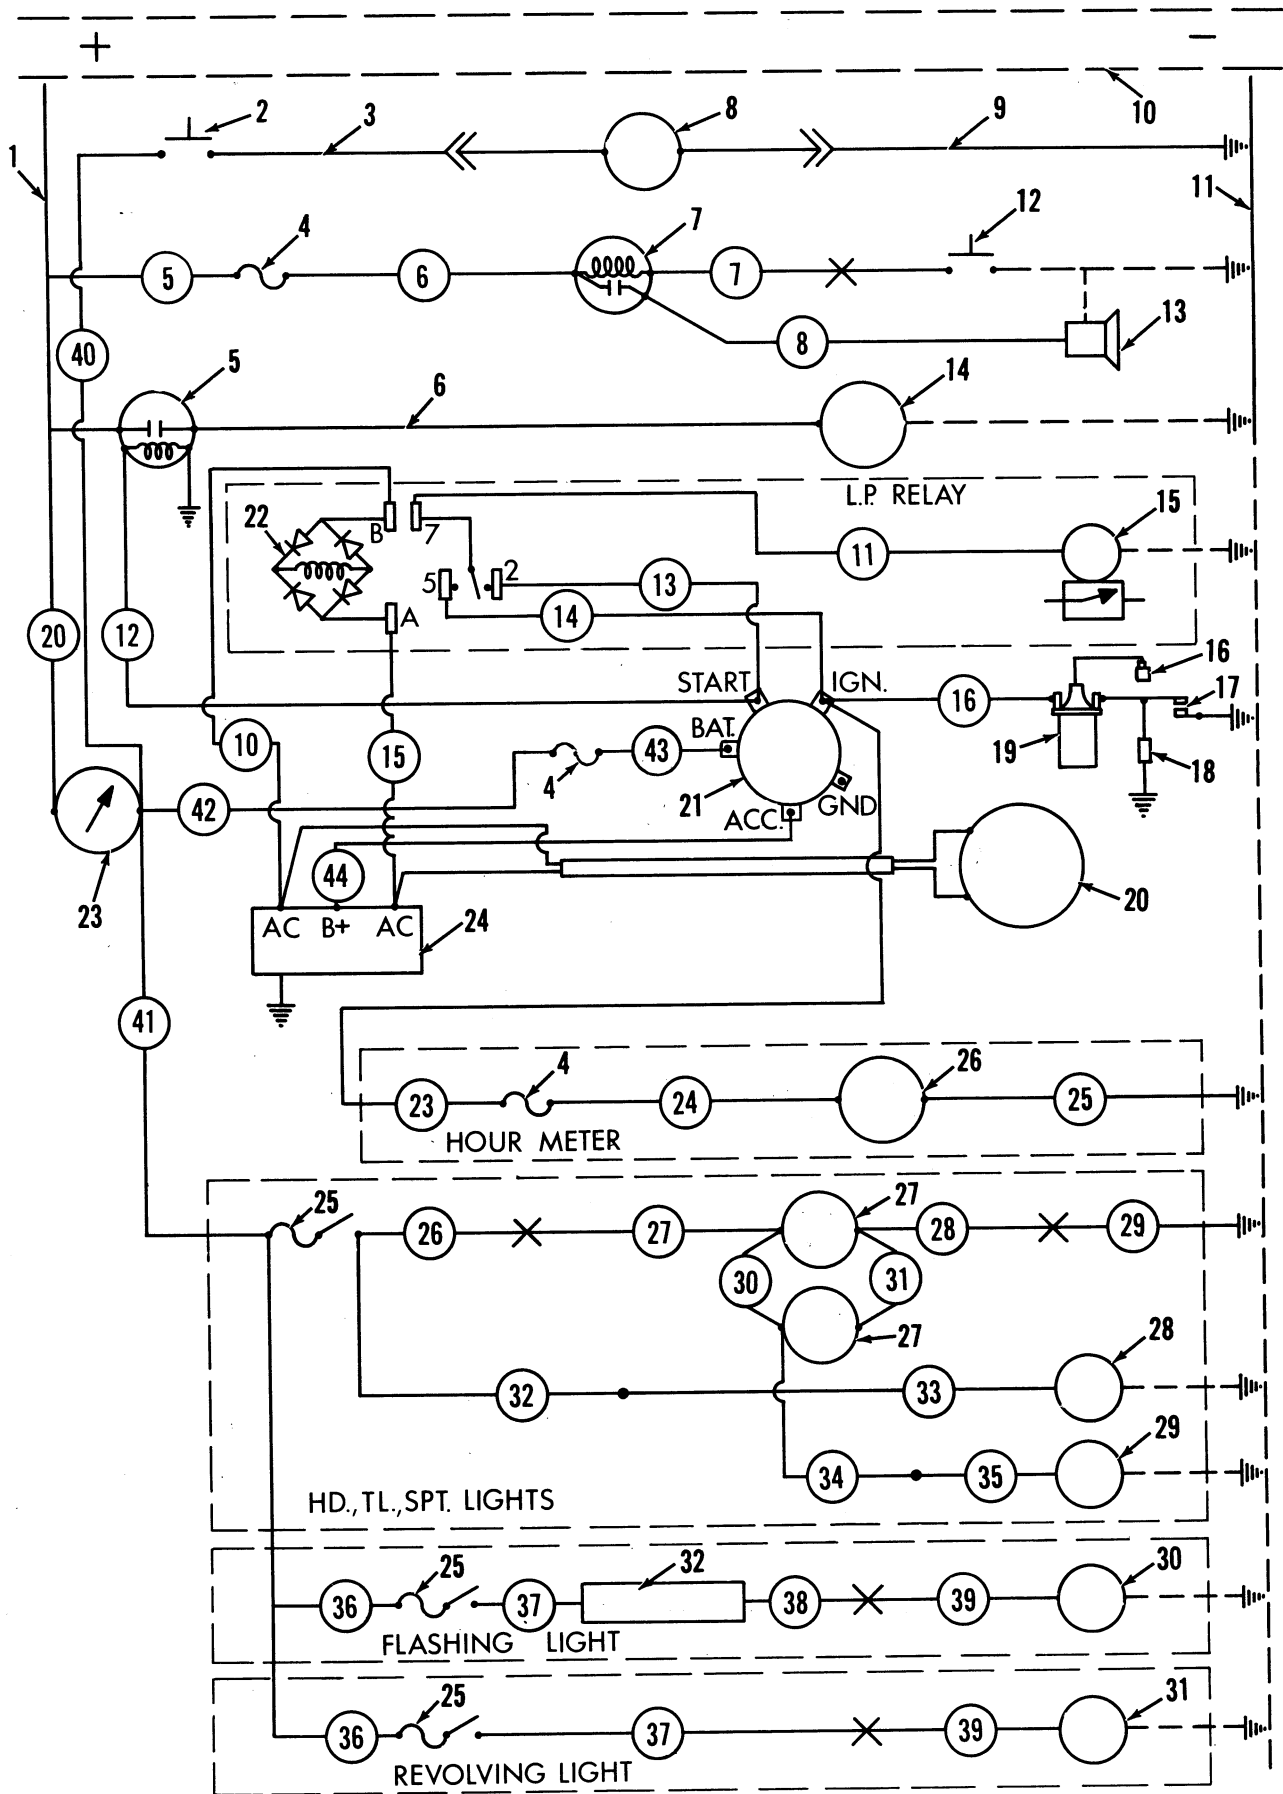 + −
10
2 3 8 9
1
11
4 7 12
5 6 7
13
8
40
5 6 14
L.P. RELAY
15
22 B 7
11
5 2 13
14
A
20 12
START IGN.
16
16
17
10 15 43 BAT.
19
18
4
21
GND
42
ACC.
44
23
20
AC B+ AC
24
41
4 26
23 24 25
HOUR METER
25 27
26 27 28 29
30 31
27
28
32 33
29
34 35
HD., TL., SPT. LIGHTS
25 32 30
36 37 38 39
FLASHING LIGHT
25 31
36 37 39
REVOLVING LIGHT